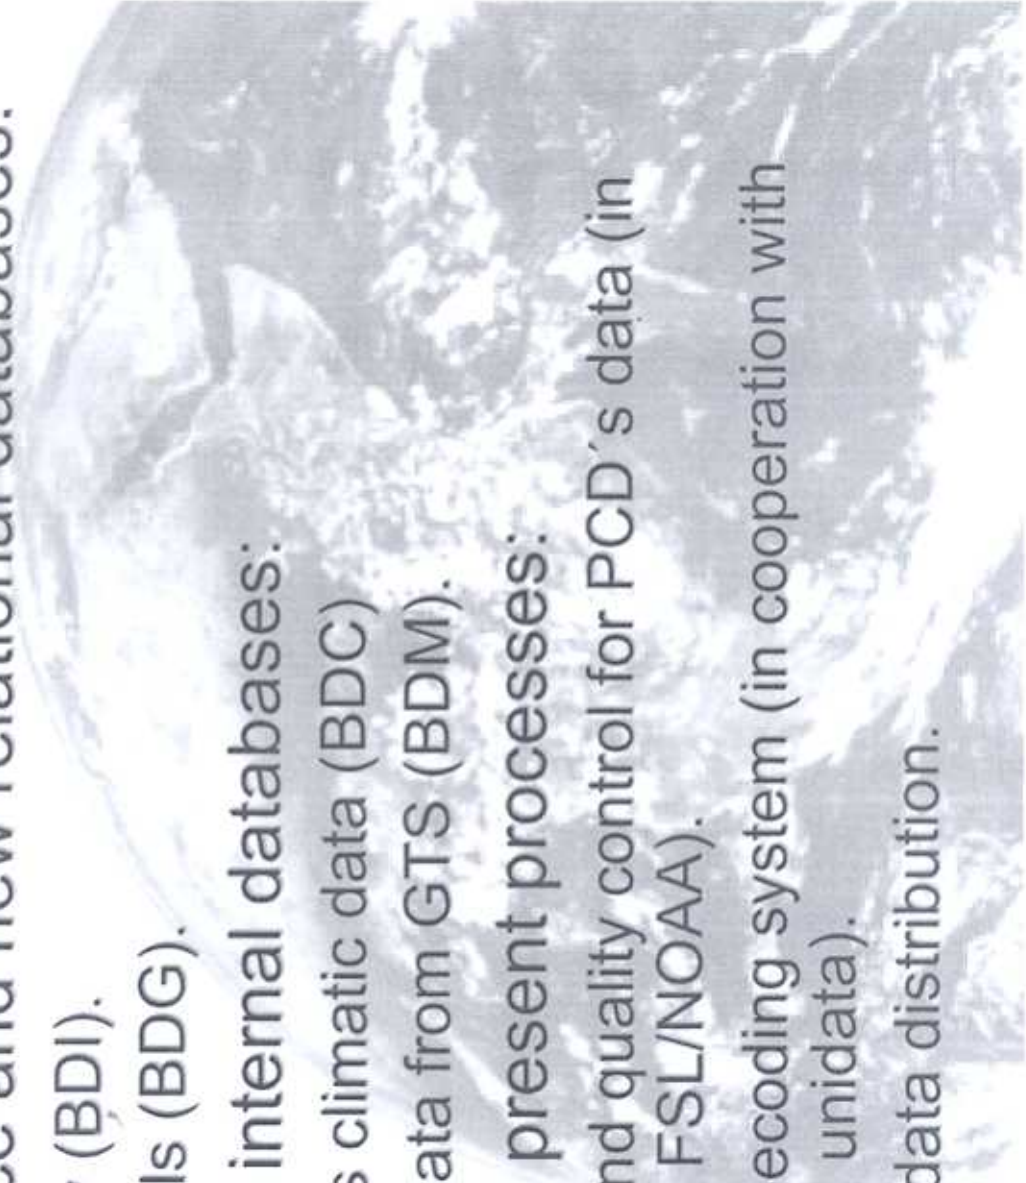 and new relational databases.
(BDI).
ls (BDG).
internal databases:
s climatic data (BDC)
ata from GTS (BDM).
present processes:
nd quality control for PCD´s data (in
FSL/NOAA).
ecoding system (in cooperation with
unidata).
data distribution.